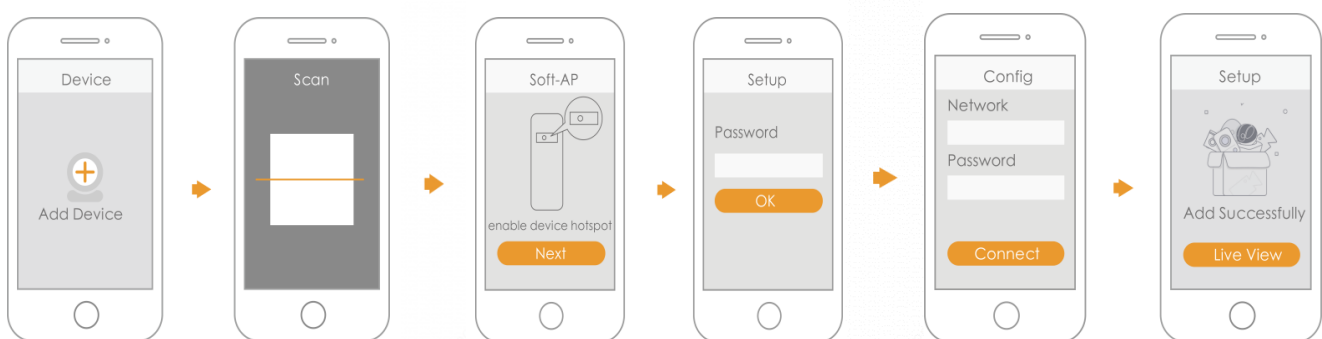 Device
Add Device
Scan
Soft-AP
enable device hotspot
Next
Setup
Password
OK
Config
Network
Password
Connect
Setup
Add Successfully
Live View